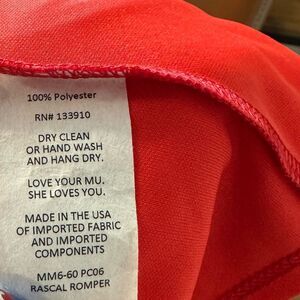 100% Polyester
RN# 133910
DRY CLEAN
OR HAND WASH
AND HANG DRY.
LOVE YOUR MU.
SHE LOVES YOU.
MADE IN THE USA
OF IMPORTED FABRIC
AND IMPORTED
COMPONENTS
MM6-60 PC06
RASCAL ROMPER